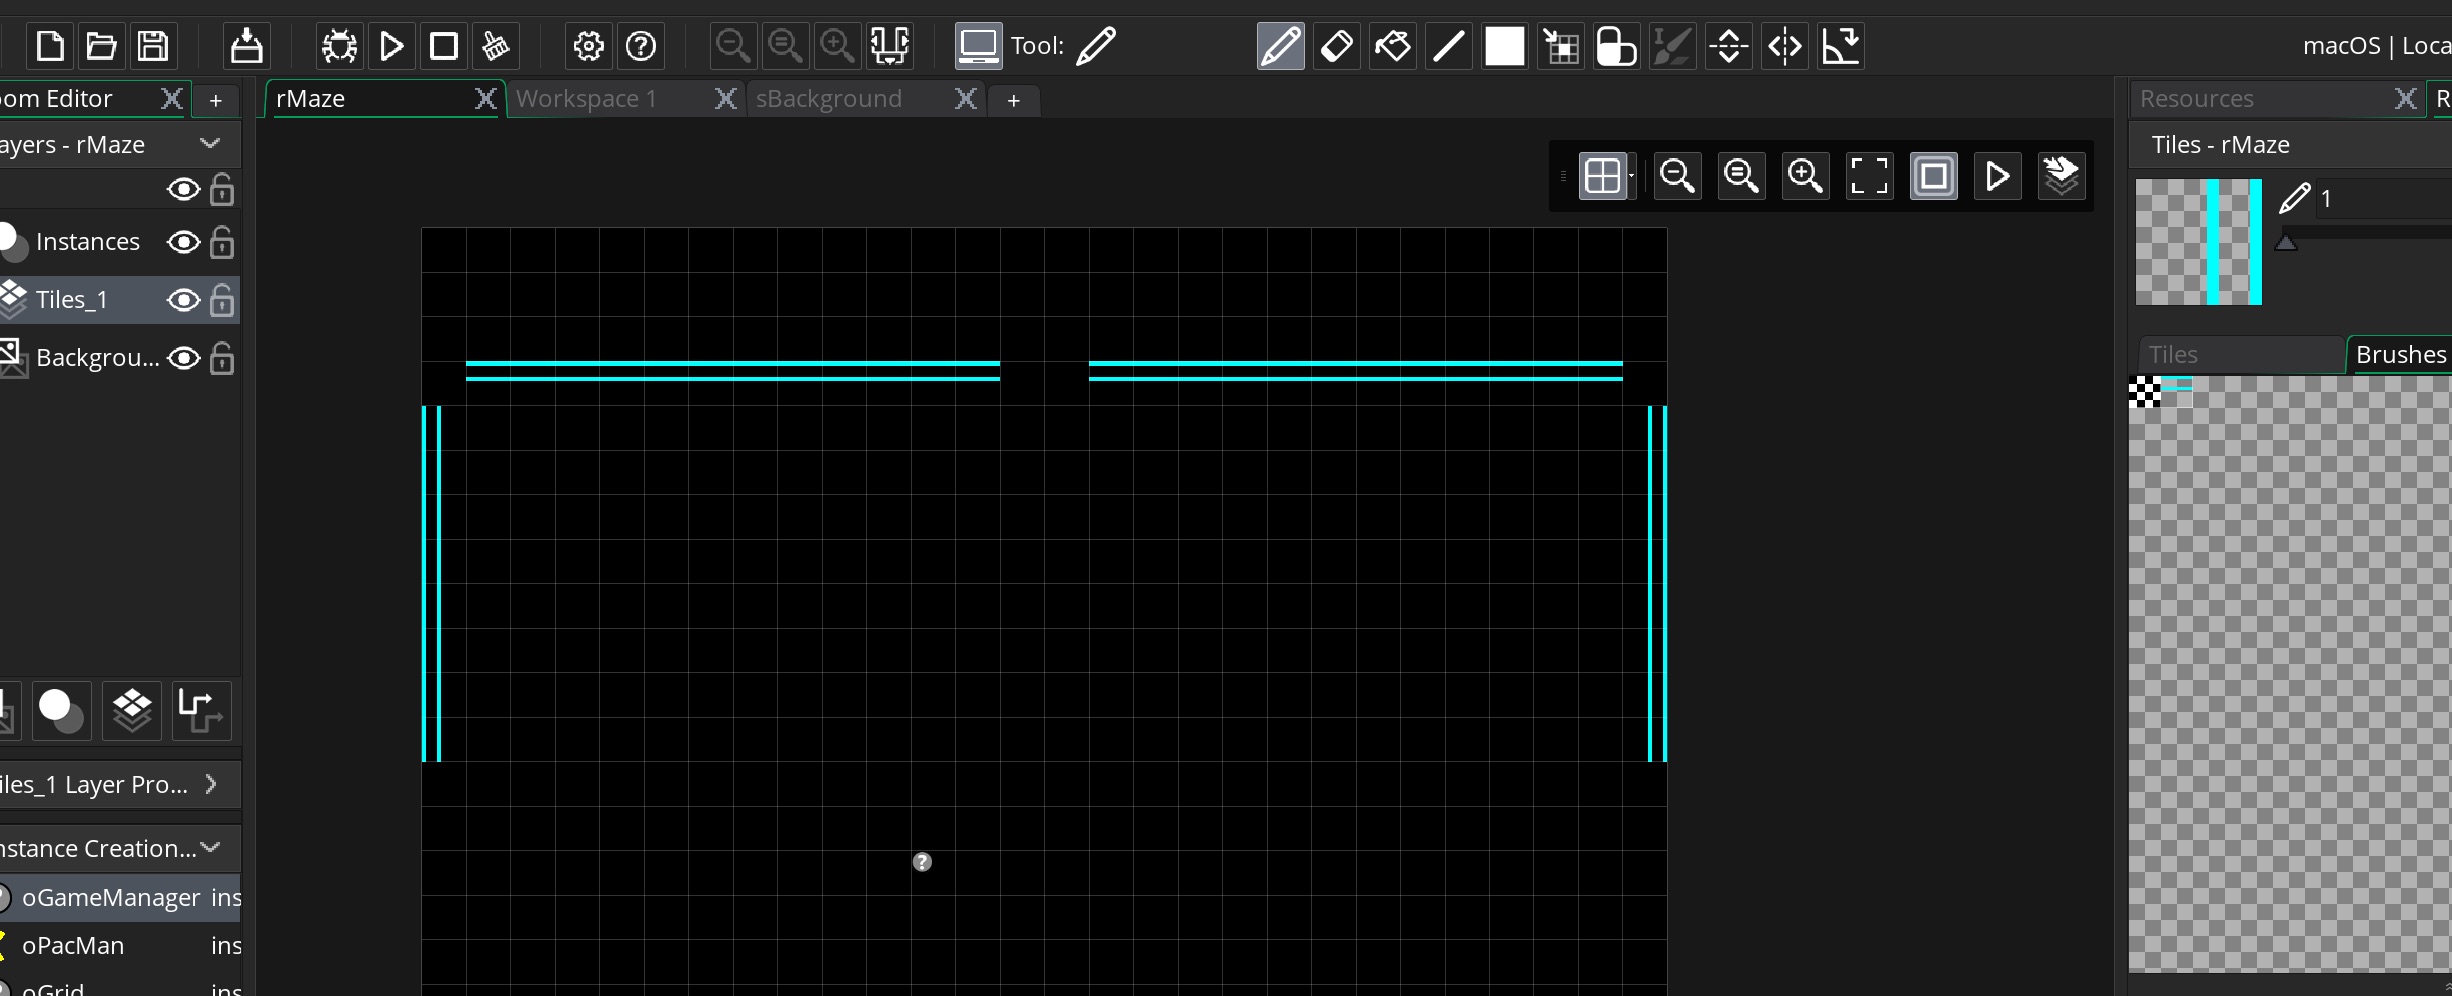 Tool:
macOS | Loca
oom Editor
+
rMaze
Workspace 1
sBackground
+
Resources
R
ayers - rMaze
Tiles - rMaze
1
Instances
Tiles_1
Backgrou...
Tiles
Brushes
iles_1 Layer Pro...
nstance Creation...
?
oGameManager ins
oPacMan ins
oGrid ins